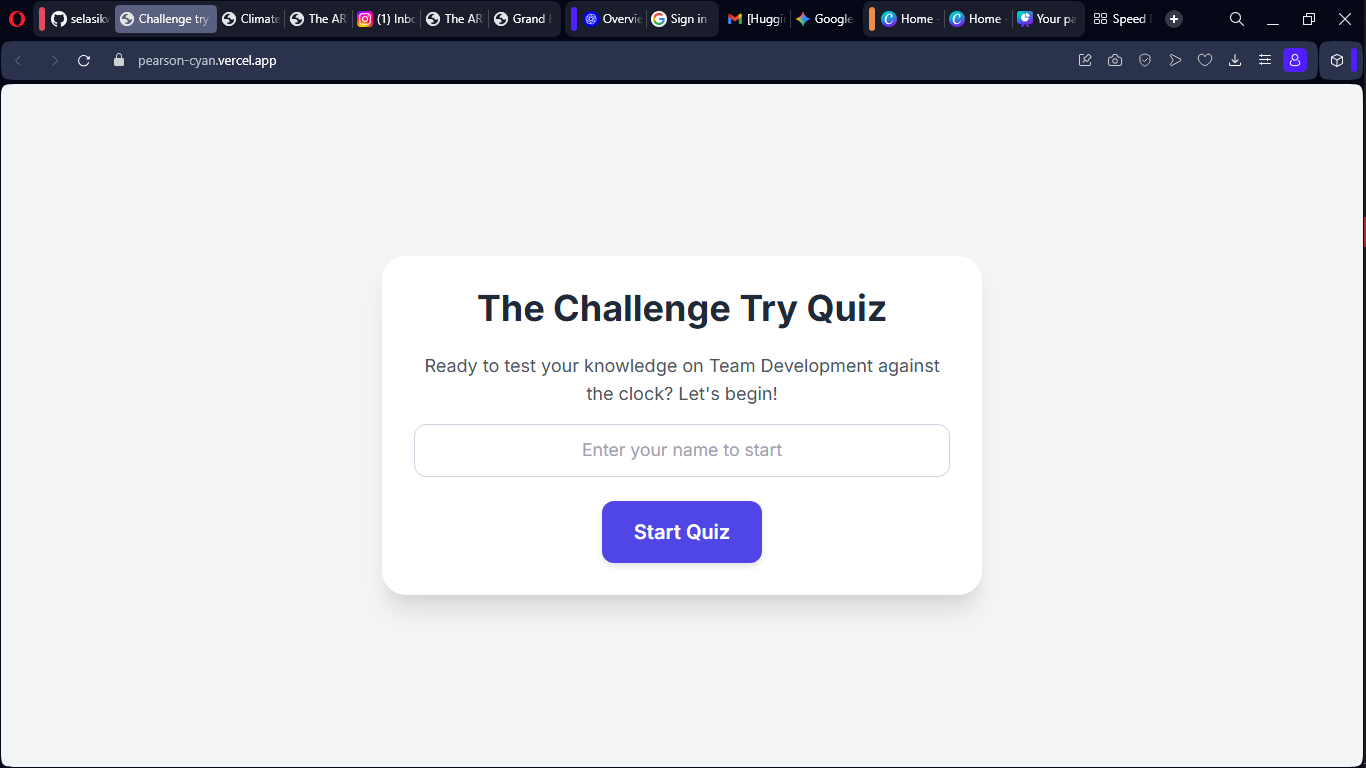 selasikw
Challenge try
Climate
The AR
(1) Inbo
The AR
Grand
Overvie
Sign in
[Huggi
Google
Home -
Home -
Your pa
Speed
pearson-cyan.vercel.app
The Challenge Try Quiz
Ready to test your knowledge on Team Development against
the clock? Let's begin!
Enter your name to start
Start Quiz